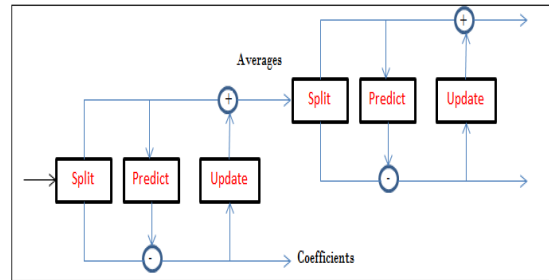 +
Averages
Split Predict Update
+
-
Split Predict Update
-
Coefficients